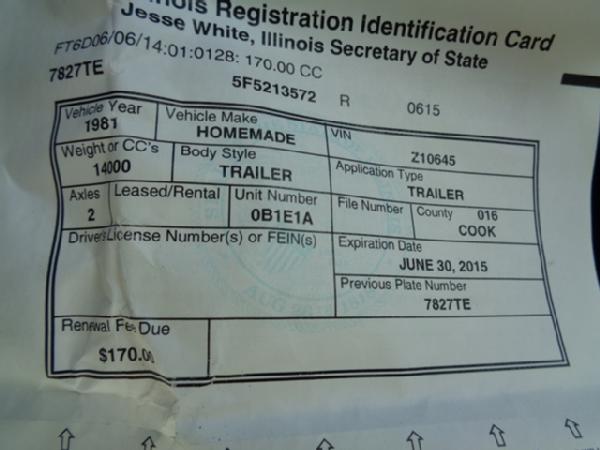 nois Registration Identification Card
Jesse White, Illinois Secretary of State
FT6D06/06/14:01:0128: 170.00 CC
7827TE
5F5213572 R 0615
Vehicle Year
1981
Vehicle Make
HOMEMADE
VIN
Z10645
Weight or CC's
14000
Body Style
TRAILER
Application Type
TRAILER
Axles
2
Leased/Rental
Unit Number
0B1E1A
File Number
County 016
COOK
Driver's License Number(s) or FEIN(s)
Expiration Date
JUNE 30, 2015
Previous Plate Number
7827TE
Renewal Fee Due
$170.00